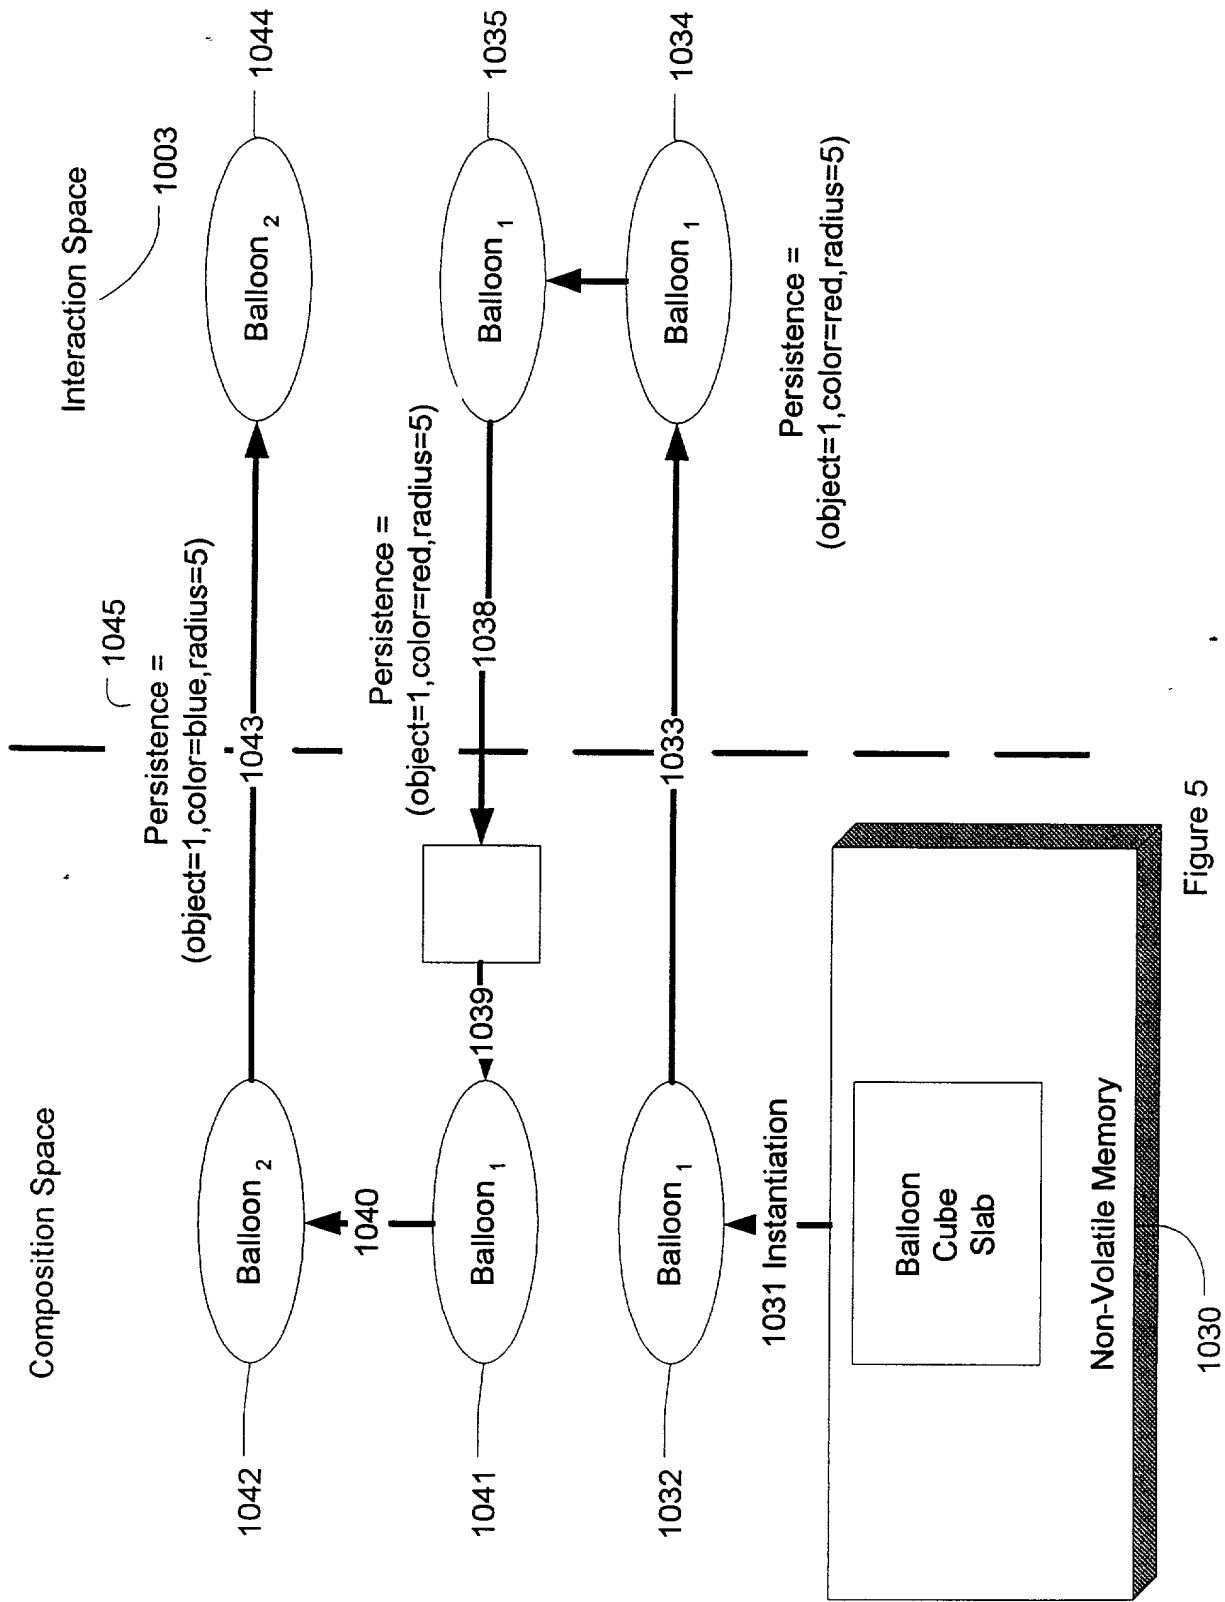 Composition Space
Interaction Space
1003
1045
Persistence =
(object=1,color=blue,radius=5)
1042
Balloon 2
1043
Balloon 2
1044
1040
Persistence =
(object=1,color=red,radius=5)
1041
Balloon 1
1039
1038
Balloon 1
1035
1032
Balloon 1
1033
Balloon 1
1034
1031 Instantiation
Persistence =
(object=1,color=red,radius=5)
Balloon
Cube
Slab
Non-Volatile Memory
1030
Figure 5